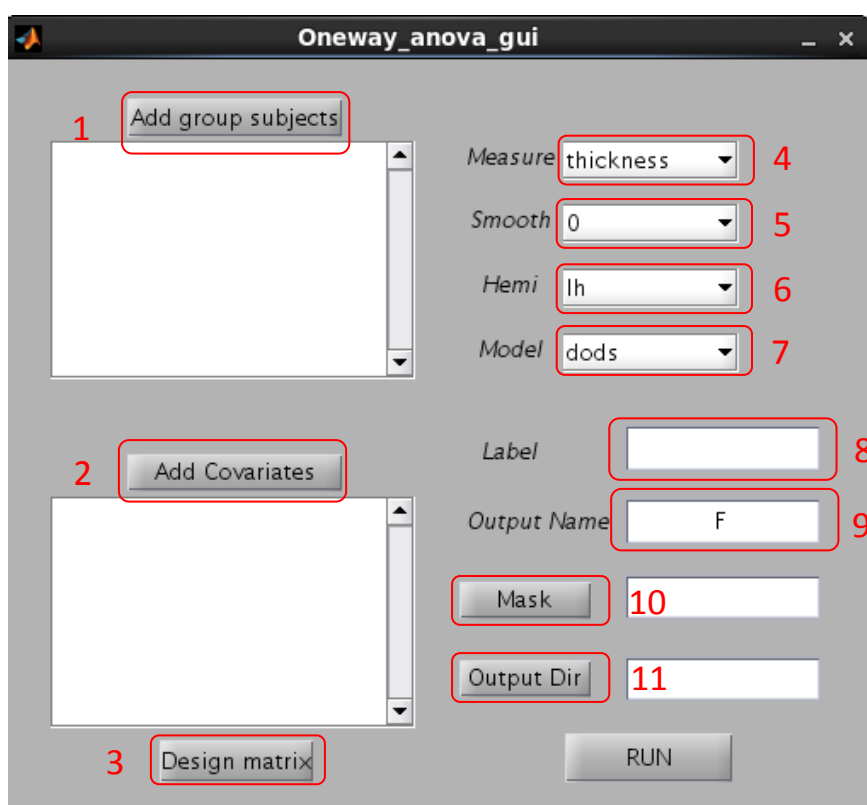 Oneway_anova_gui
1 Add group subjects
Measure thickness 4
Smooth 0 5
Hemi lh 6
Model dods 7
2 Add Covariates
Label 8
Output Name F 9
Mask 10
Output Dir 11
3 Design matrix
RUN